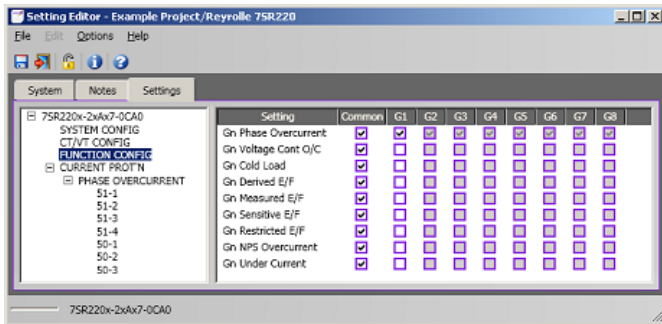 Setting Editor - Example Project/Reyrolle 7SR220
File Edit Options Help
System Notes Settings
7SR220x-2xAx7-0CA0
SYSTEM CONFIG
CT/VT CONFIG
FUNCTION CONFIG
CURRENT PROT'N
PHASE OVERCURRENT
51-1
51-2
51-3
51-4
50-1
50-2
50-3
Setting Common G1 G2 G3 G4 G5 G6 G7 G8
Gn Phase Overcurrent
Gn Voltage Cont O/C
Gn Cold Load
Gn Derived E/F
Gn Measured E/F
Gn Sensitive E/F
Gn Restricted E/F
Gn NPS Overcurrent
Gn Under Current
7SR220x-2xAx7-0CA0